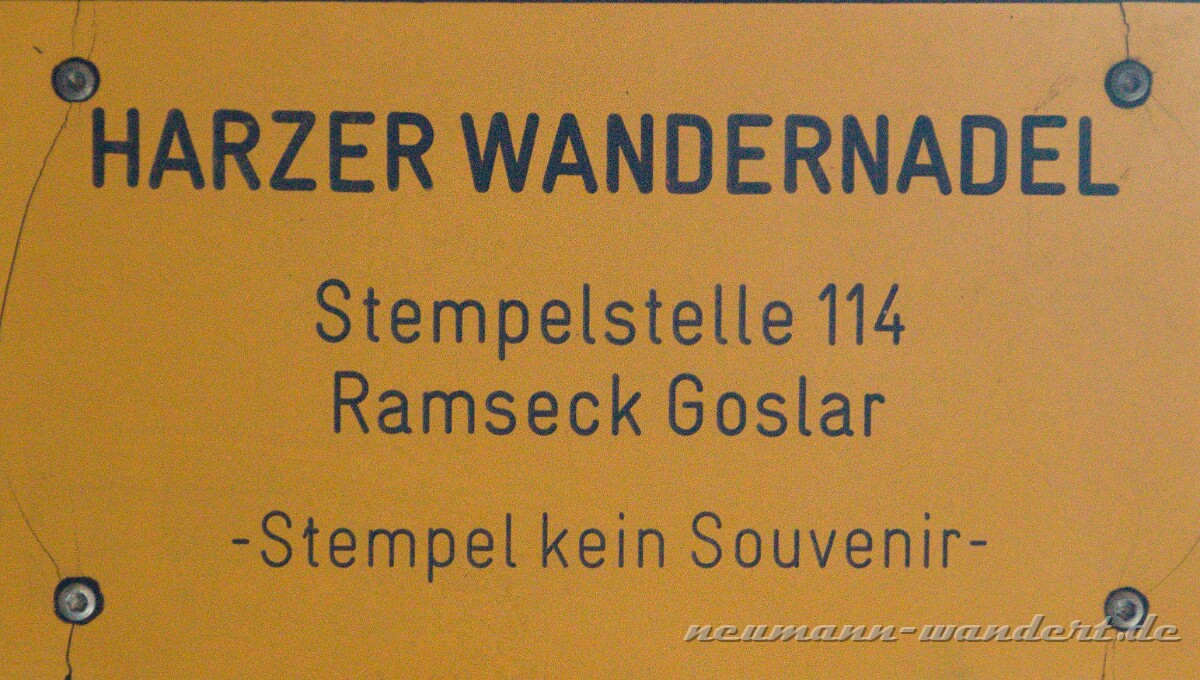 HARZER WANDERNADEL
Stempelstelle 114
Ramseck Goslar
-Stempel kein Souvenir-
neumann-wandert.de